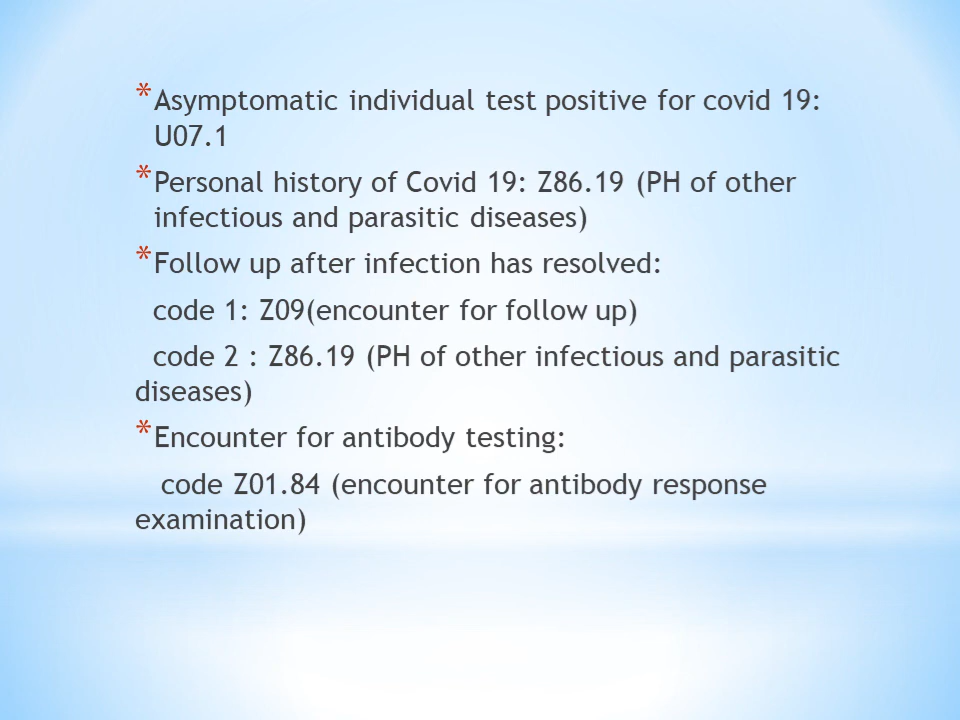 *Asymptomatic individual test positive for covid 19:
U07.1
*Personal history of Covid 19: Z86.19 (PH of other
infectious and parasitic diseases)
*Follow up after infection has resolved:
code 1: Z09(encounter for follow up)
code 2 : Z86.19 (PH of other infectious and parasitic
diseases)
*Encounter for antibody testing:
code Z01.84 (encounter for antibody response
examination)